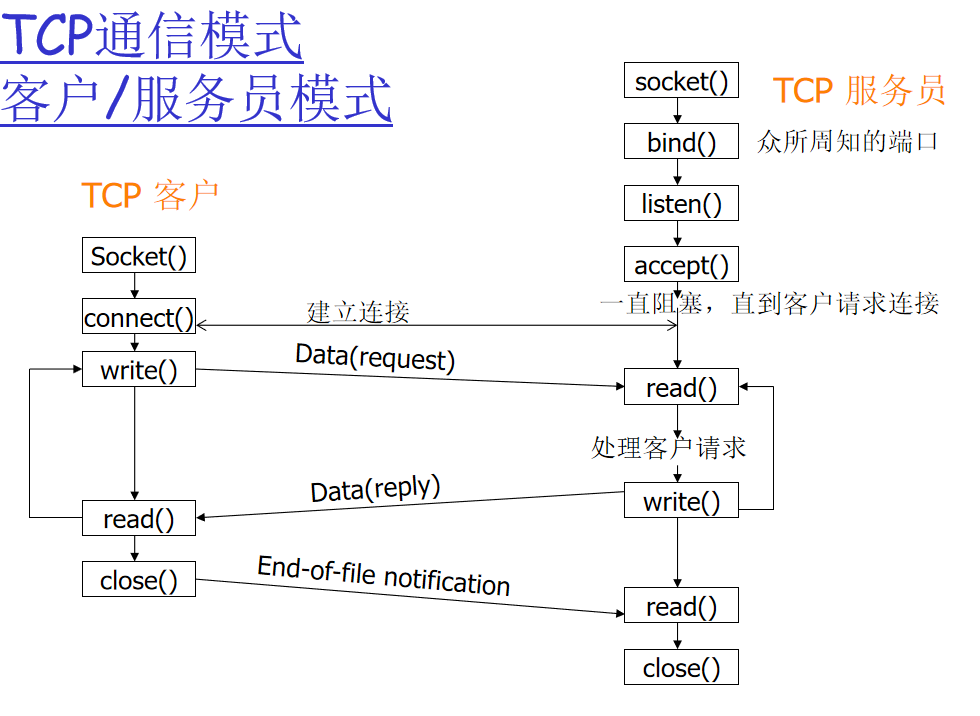 TCP通信模式
客户/服务员模式
TCP 服务员
socket()
bind()
众所周知的端口
listen()
accept()
一直阻塞，直到客户请求连接
TCP 客户
Socket()
connect()
建立连接
write()
Data(request)
read()
处理客户请求
write()
Data(reply)
read()
close()
End-of-file notification
read()
close()